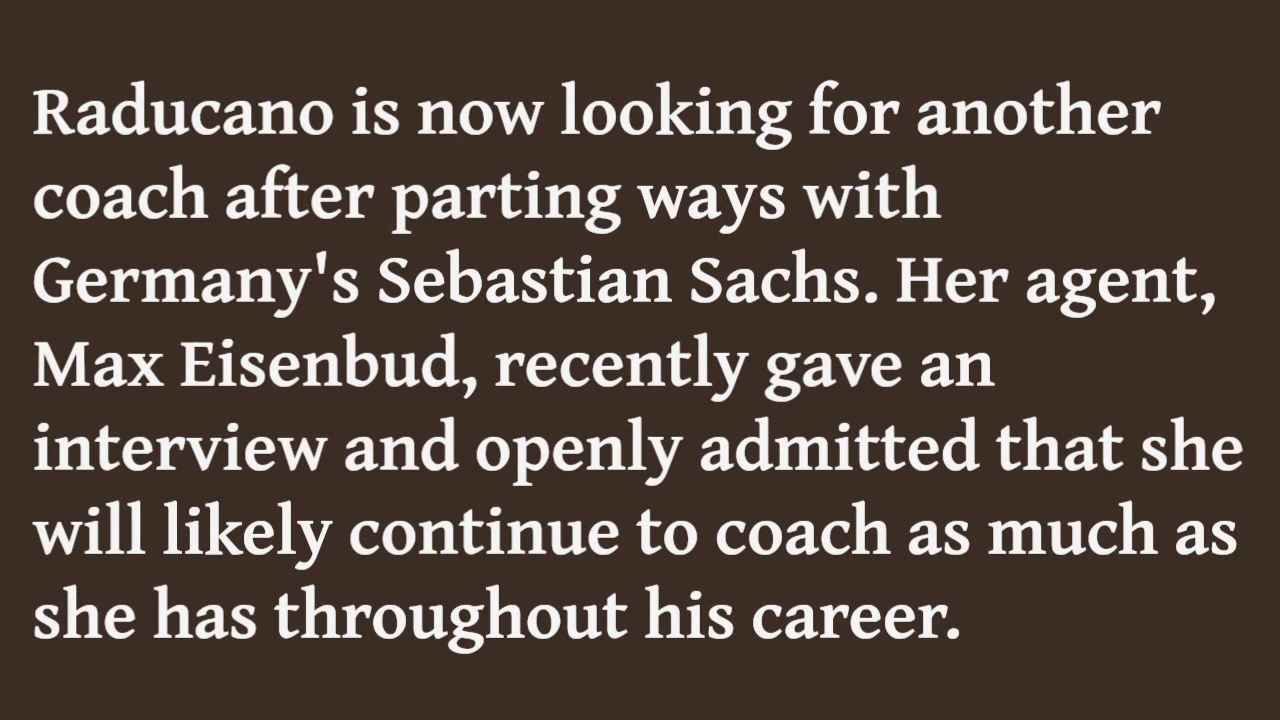 Raducano is now looking for another
coach after parting ways with
Germany's Sebastian Sachs. Her agent,
Max Eisenbud, recently gave an
interview and openly admitted that she
will likely continue to coach as much as
she has throughout his career.